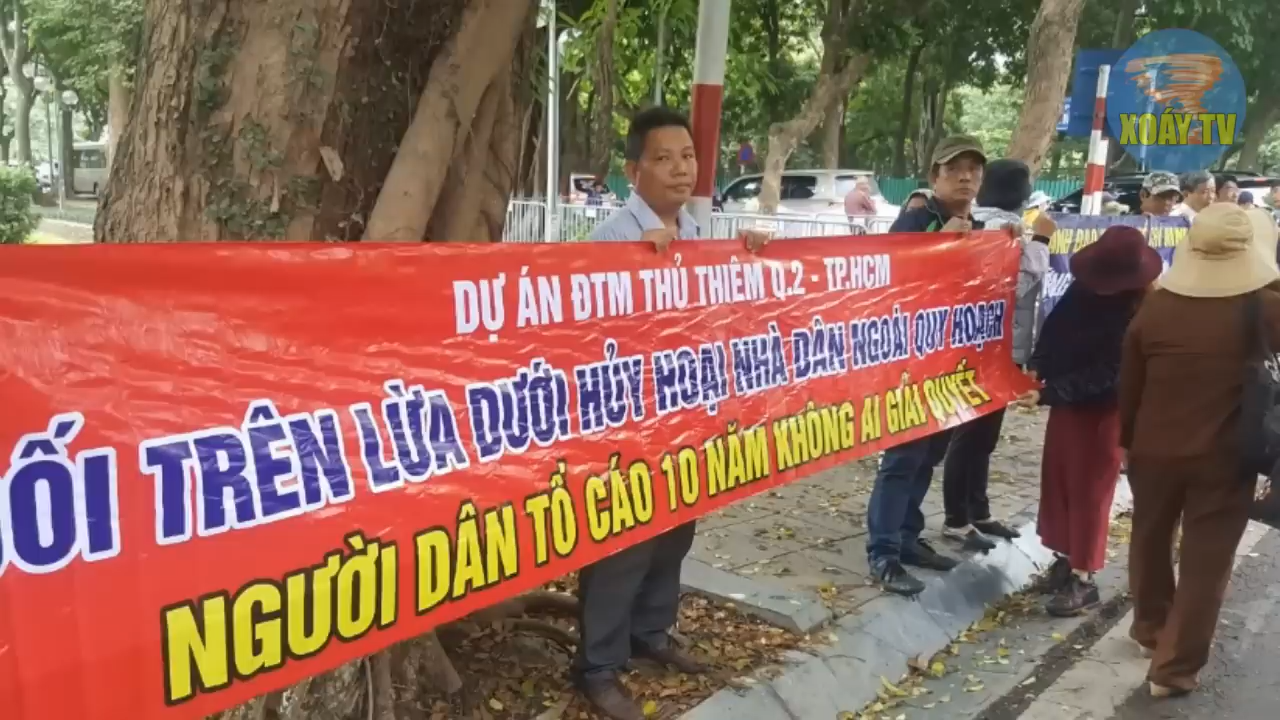 XOÁY.TV
DỰ ÁN ĐTM THỦ THIÊM Q.2 - TP.HCM
DỐI TRÊN LỪA DƯỚI HỦY HOẠI NHÀ DÂN NGOÀI QUY HOẠCH
NGƯỜI DÂN TỐ CÁO 10 NĂM KHÔNG AI GIẢI QUYẾT